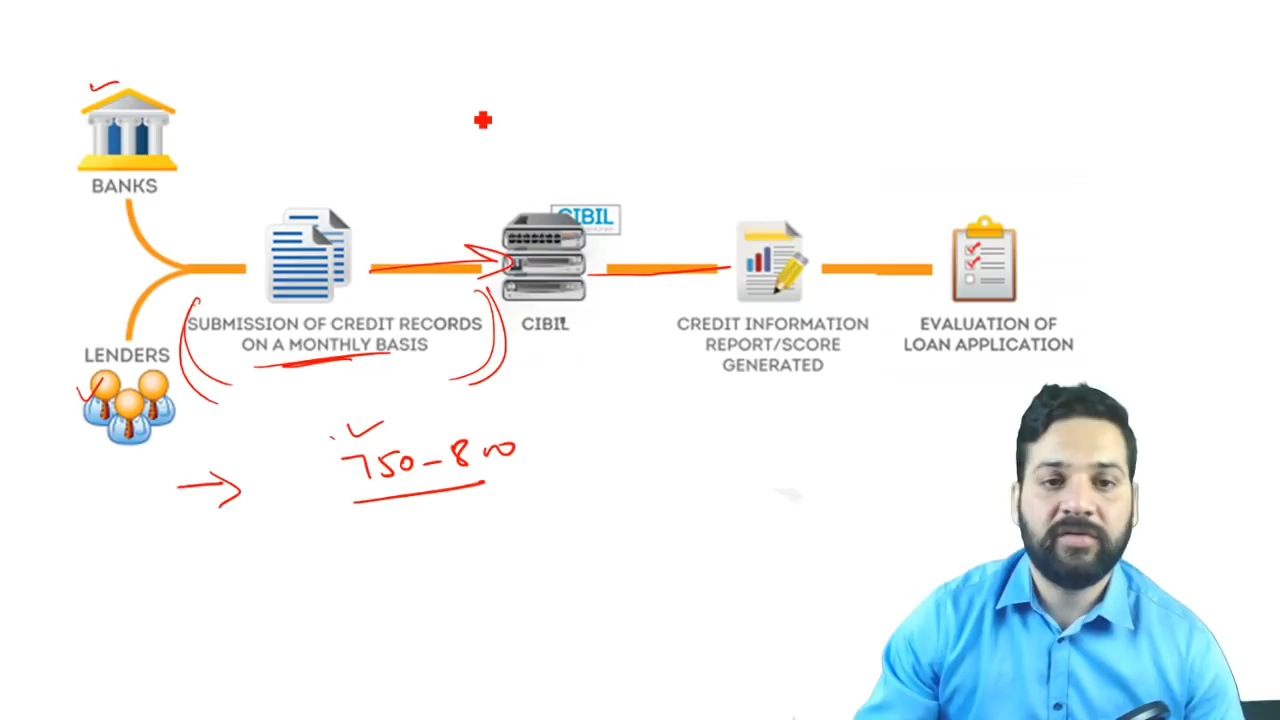 BANKS
CIBIL
SUBMISSION OF CREDIT RECORDS
ON A MONTHLY BASIS
CIBIL
CREDIT INFORMATION
REPORT/SCORE
GENERATED
EVALUATION OF
LOAN APPLICATION
LENDERS
750-800